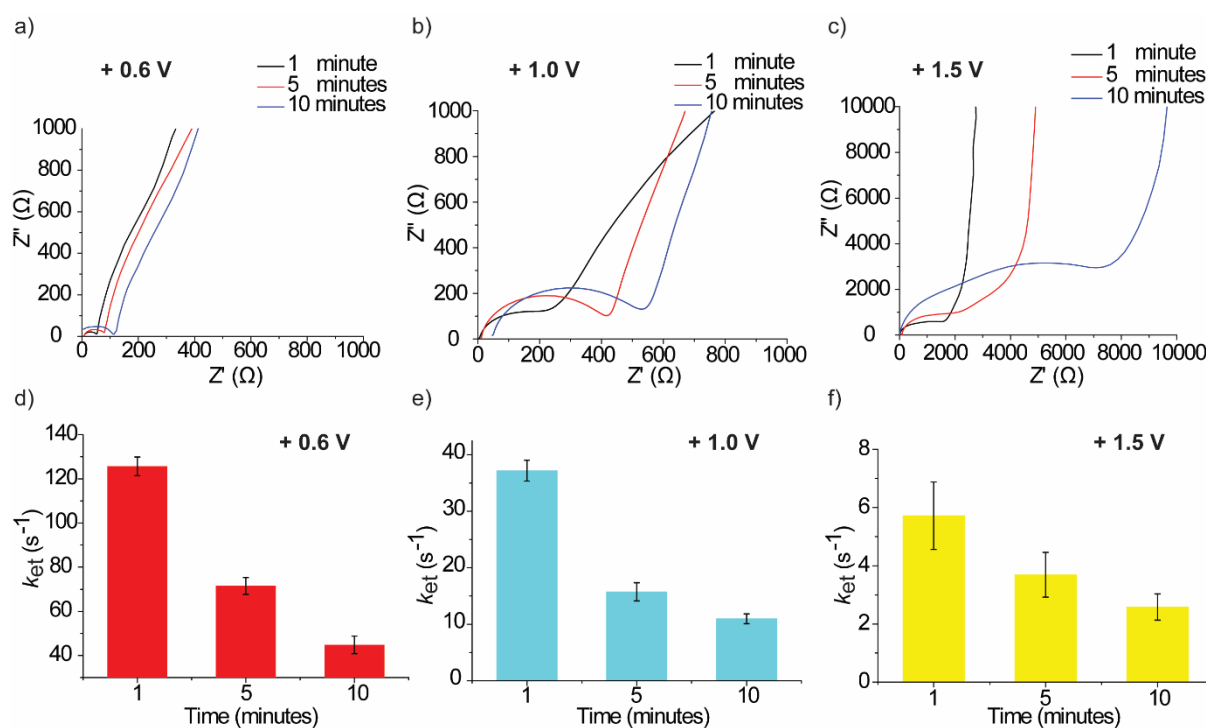 a)
+ 0.6 V
1 minute
5 minutes
10 minutes
1000
800
600
400
200
0
Z" (Ω)
0 200 400 600 800 1000
Z' (Ω)
b)
+ 1.0 V
1 minute
5 minutes
10 minutes
1000
800
600
400
200
0
Z" (Ω)
0 200 400 600 800 1000
Z' (Ω)
c)
+ 1.5 V
1 minute
5 minutes
10 minutes
10000
8000
6000
4000
2000
0
Z" (Ω)
0 2000 4000 6000 8000 10000
Z' (Ω)
d)
+ 0.6 V
140
120
100
80
60
40
ket (s-1)
1 5 10
Time (minutes)
e)
+ 1.0 V
40
30
20
10
0
ket (s-1)
1 5 10
Time (minutes)
f)
+ 1.5 V
8
6
4
2
0
ket (s-1)
1 5 10
Time (minutes)